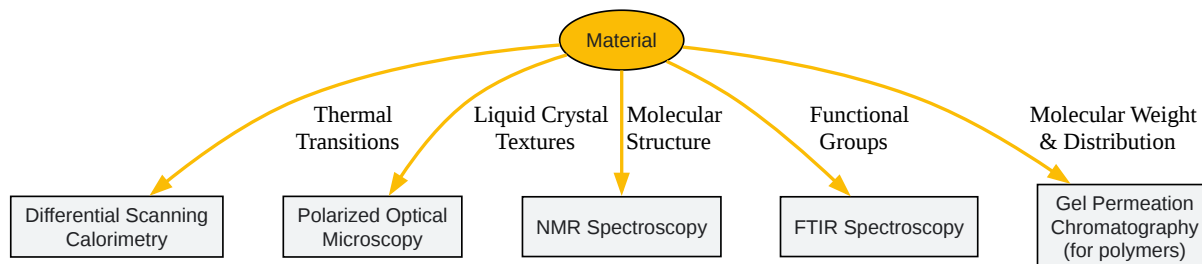 Material
Thermal
Transitions
Liquid Crystal
Textures
Molecular
Structure
Functional
Groups
Molecular Weight
& Distribution
Differential Scanning
Calorimetry
Polarized Optical
Microscopy
NMR Spectroscopy
FTIR Spectroscopy
Gel Permeation
Chromatography
(for polymers)